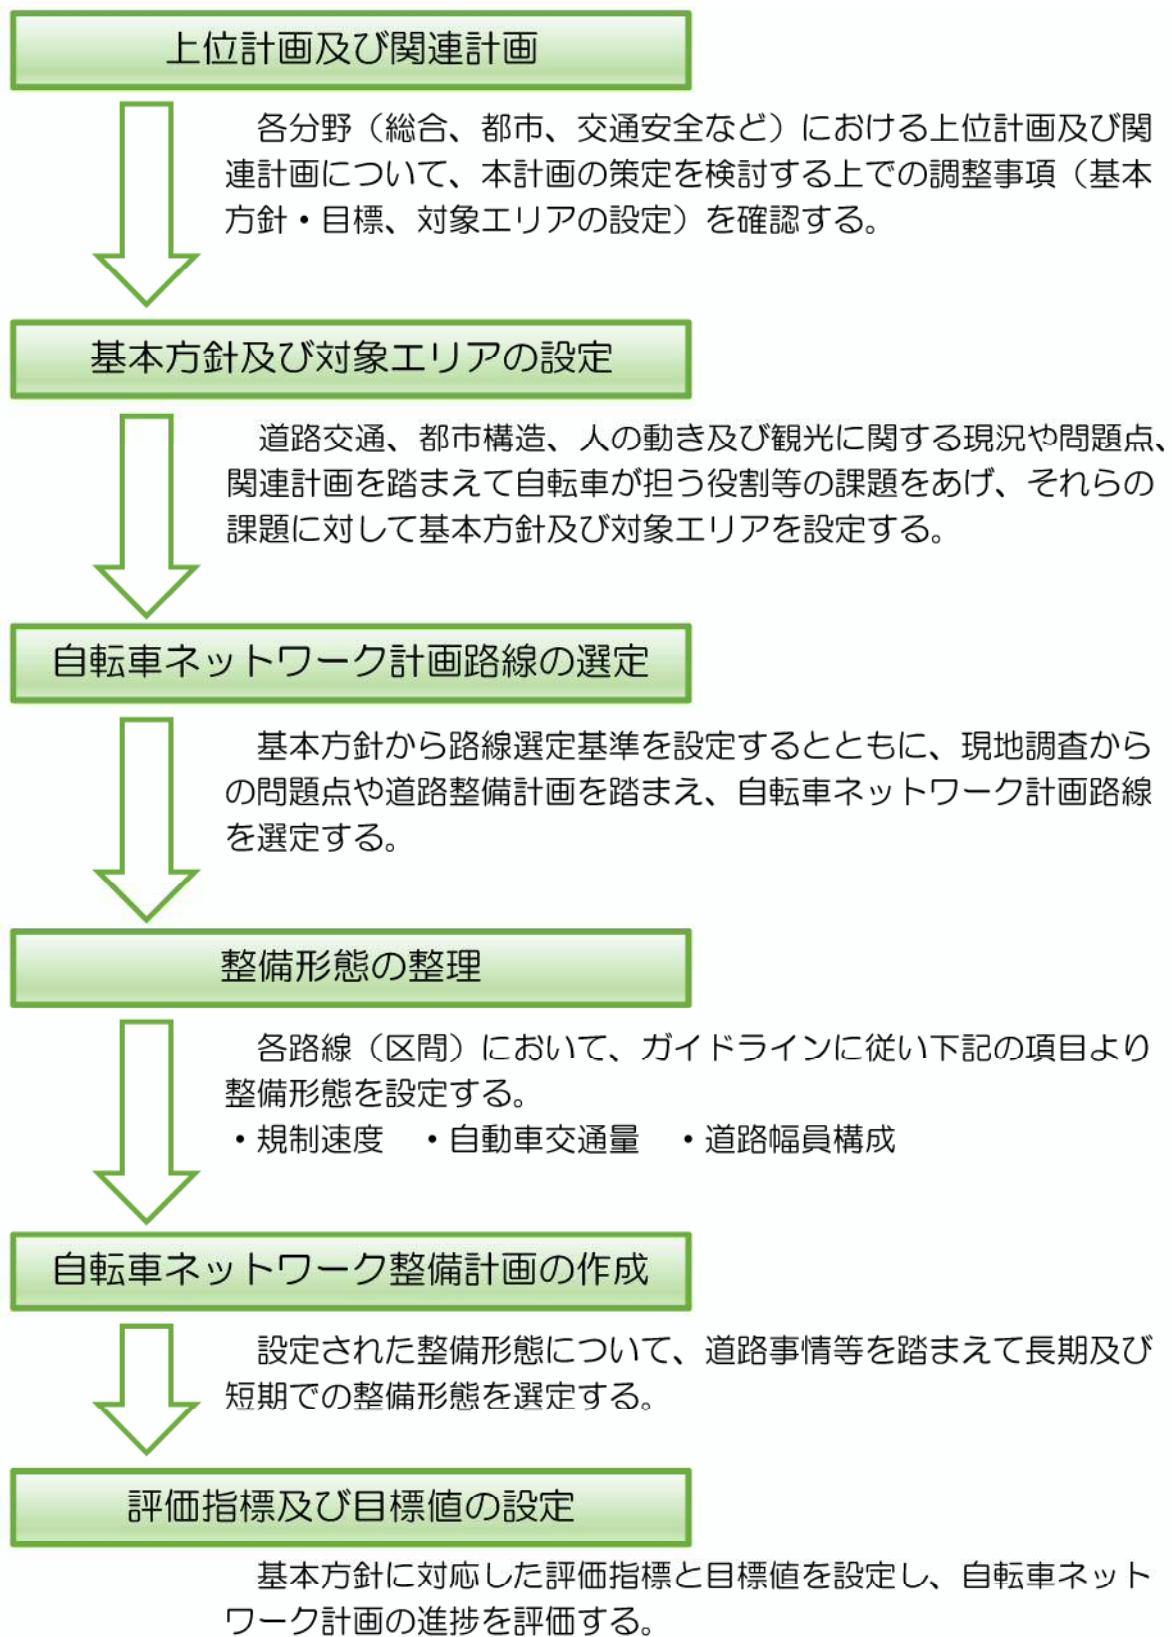 上位計画及び関連計画
各分野（総合、都市、交通安全など）における上位計画及び関
連計画について、本計画の策定を検討する上での調整事項（基本
方針・目標、対象エリアの設定）を確認する。
基本方針及び対象エリアの設定
道路交通、都市構造、人の動き及び観光に関する現況や問題点、
関連計画を踏まえて自転車が担う役割等の課題をあげ、それらの
課題に対して基本方針及び対象エリアを設定する。
自転車ネットワーク計画路線の選定
基本方針から路線選定基準を設定するとともに、現地調査から
の問題点や道路整備計画を踏まえ、自転車ネットワーク計画路線
を選定する。
整備形態の整理
各路線（区間）において、ガイドラインに従い下記の項目より
整備形態を設定する。
・規制速度　・自動車交通量　・道路幅員構成
自転車ネットワーク整備計画の作成
設定された整備形態について、道路事情等を踏まえて長期及び
短期での整備形態を選定する。
評価指標及び目標値の設定
基本方針に対応した評価指標と目標値を設定し、自転車ネット
ワーク計画の進捗を評価する。